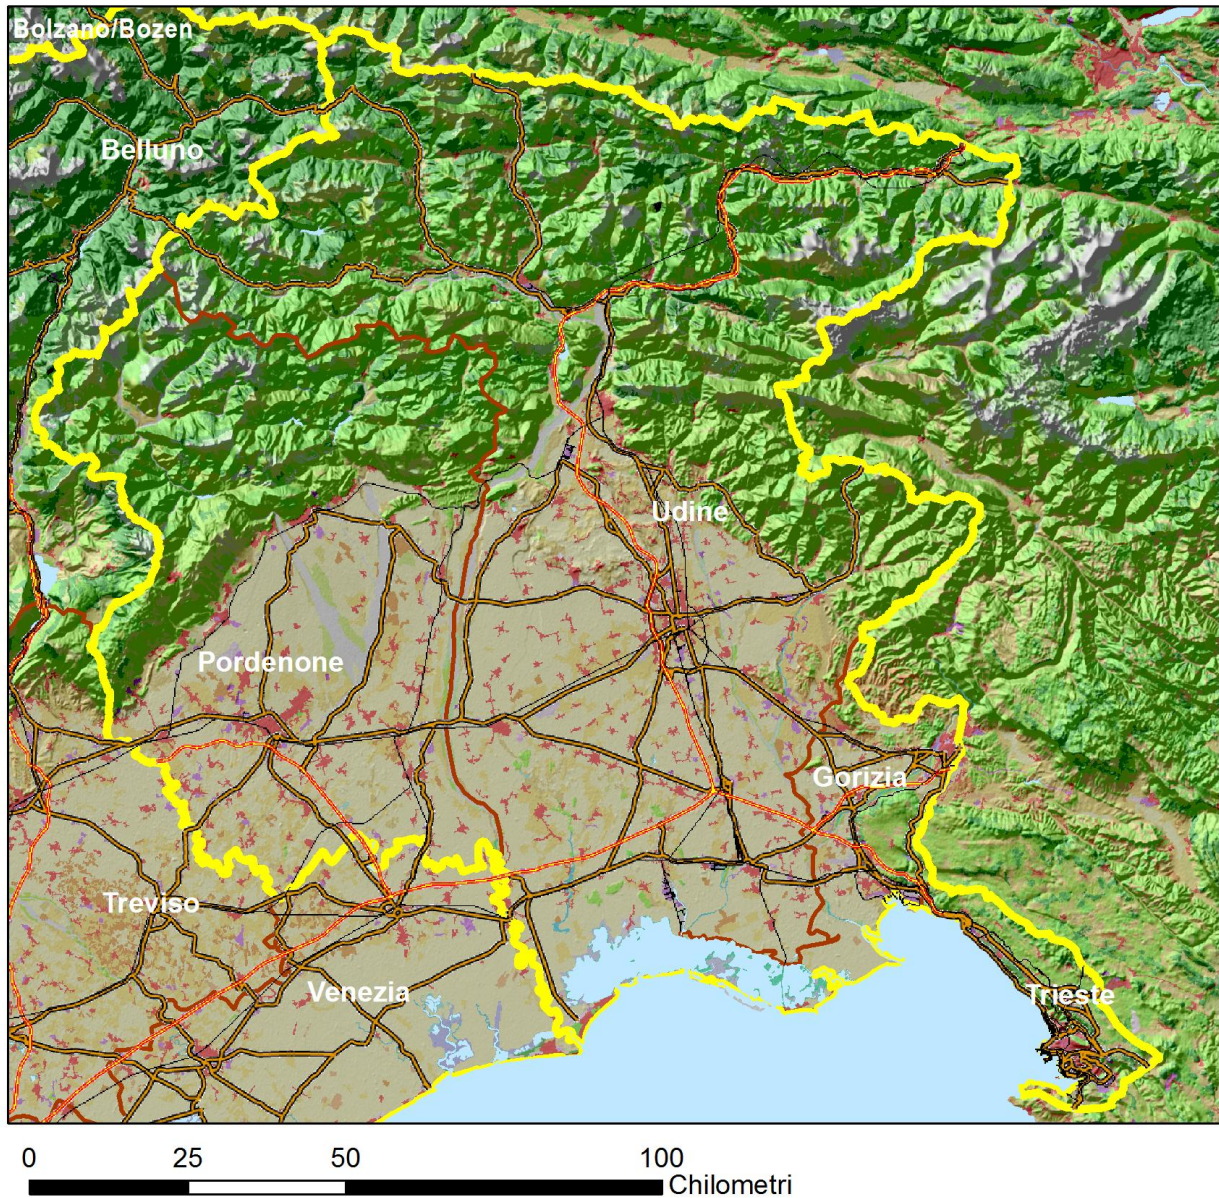 Bolzano/Bozen
Belluno
Udine
Pordenone
Gorizia
Treviso
Venezia
Trieste
0 25 50 100
Chilometri